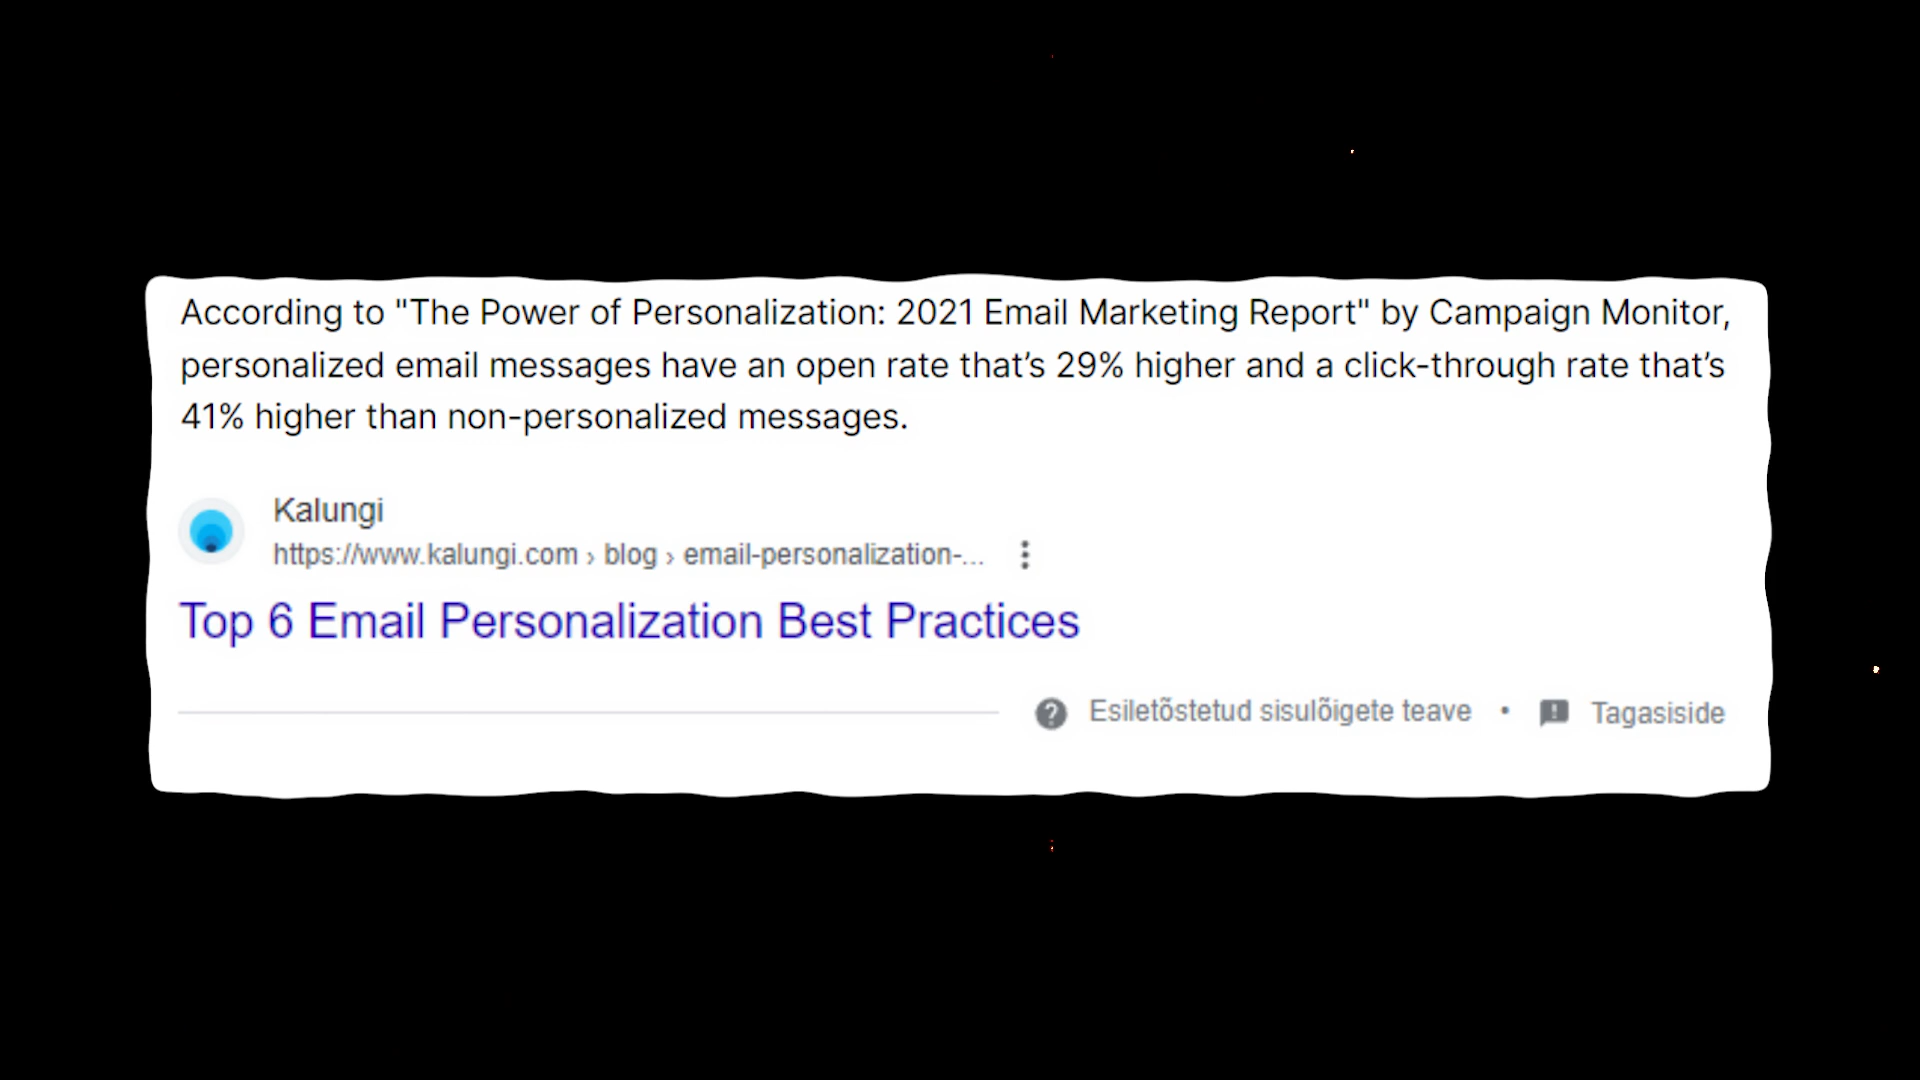 According to "The Power of Personalization: 2021 Email Marketing Report" by Campaign Monitor,
personalized email messages have an open rate that’s 29% higher and a click-through rate that’s
41% higher than non-personalized messages.
Kalungi
https://www.kalungi.com › blog › email-personalization-...
Top 6 Email Personalization Best Practices
Esiletõstetud sisulõigete teave • Tagasiside